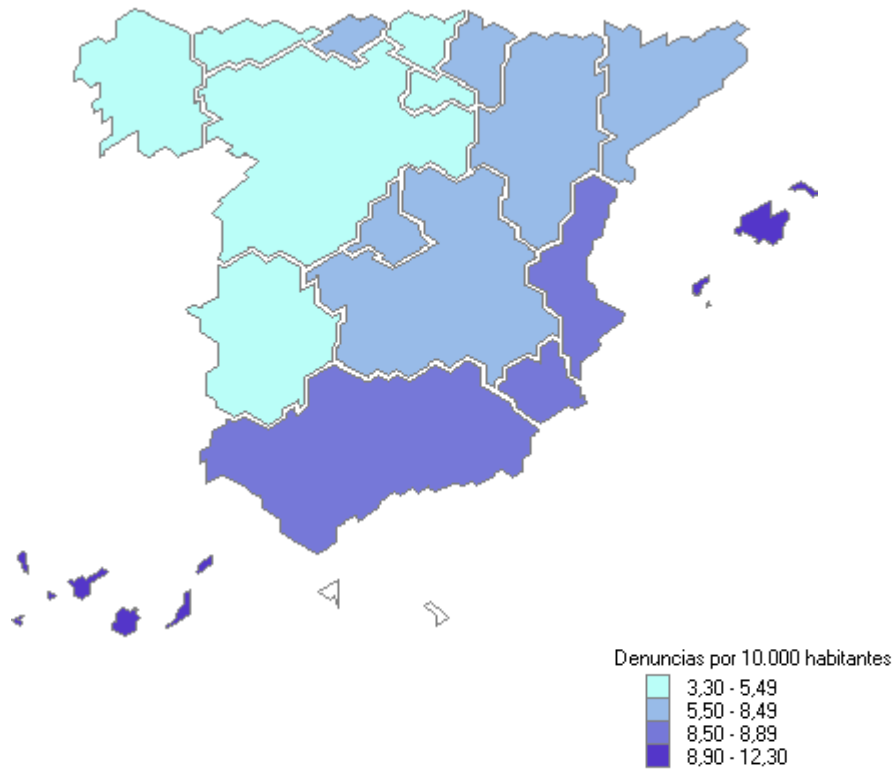 Denuncias por 10.000 habitantes
3,30 - 5,49
5,50 - 8,49
8,50 - 8,89
8,90 - 12,30